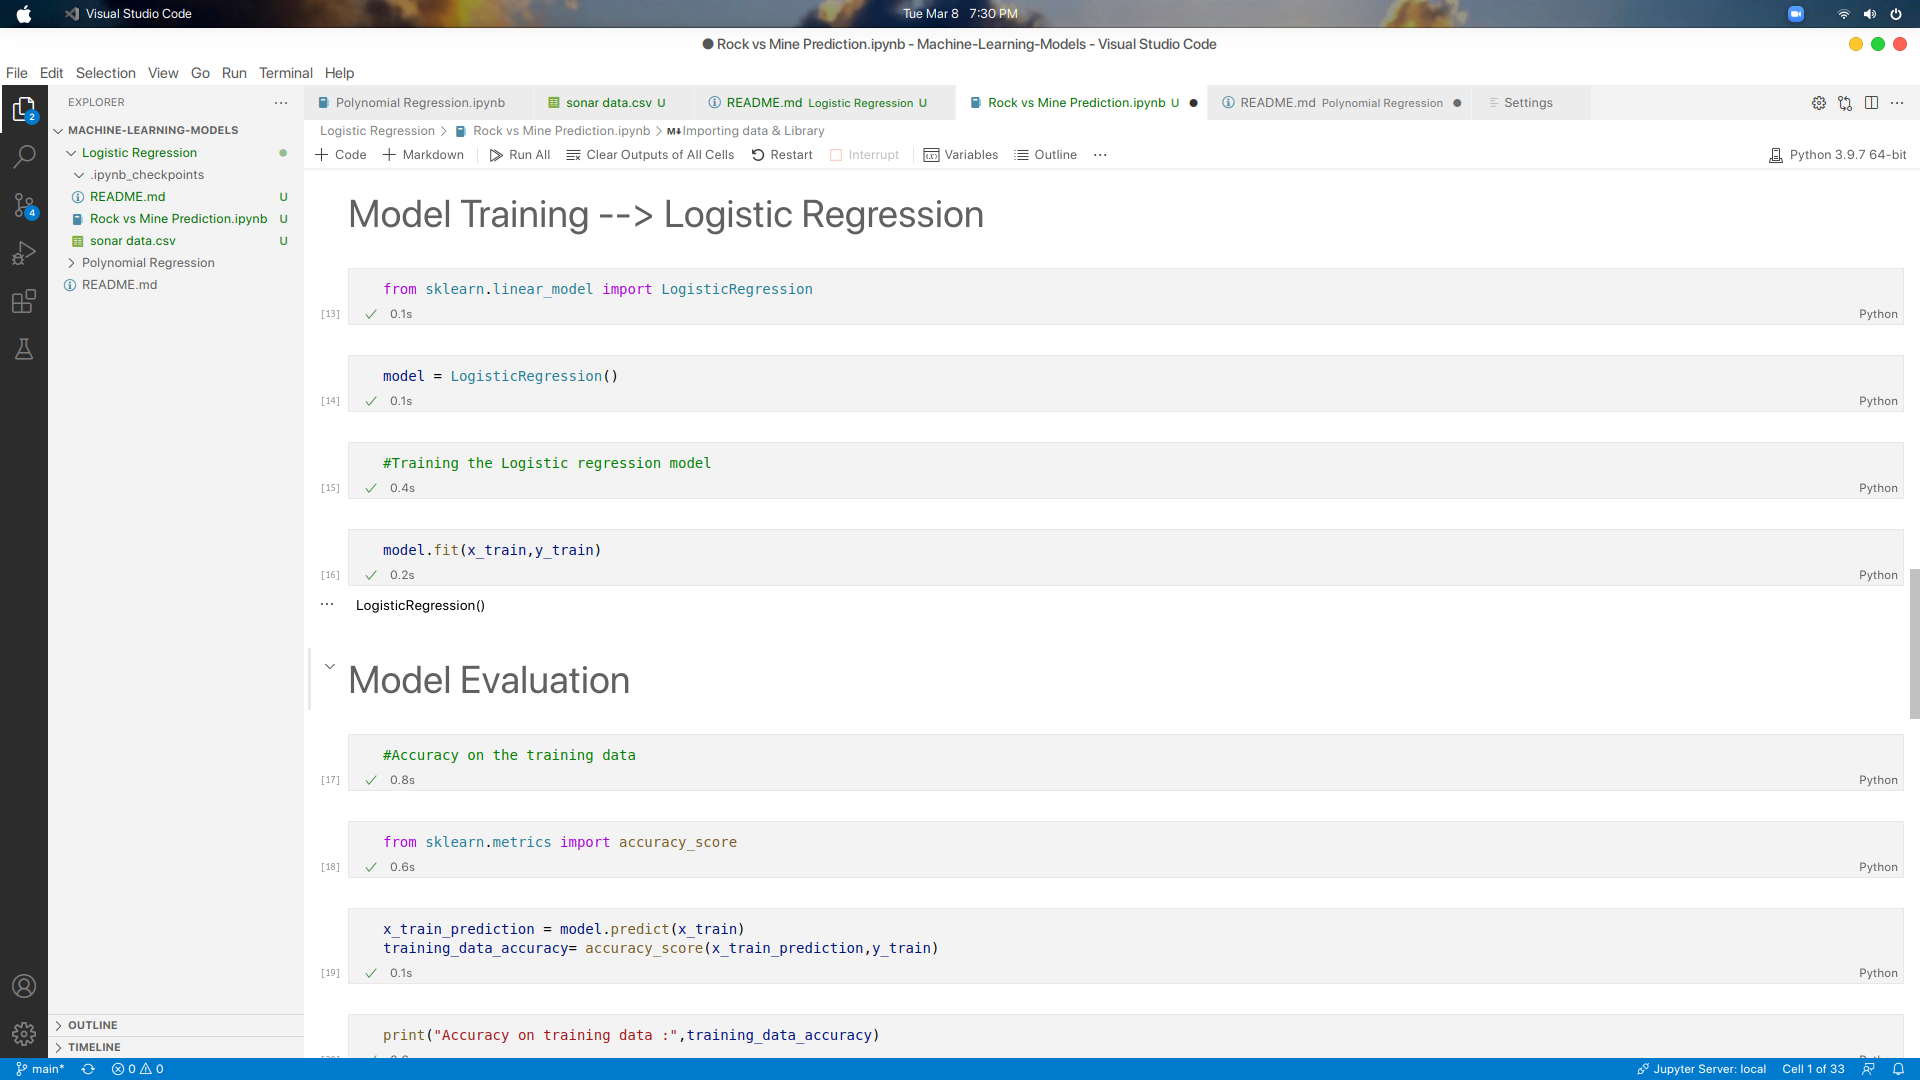 Visual Studio Code
Tue Mar 8 7:30 PM
Rock vs Mine Prediction.ipynb - Machine-Learning-Models - Visual Studio Code
File Edit Selection View Go Run Terminal Help
2
4
EXPLORER
MACHINE-LEARNING-MODELS
Logistic Regression
.ipynb_checkpoints
README.md U
Rock vs Mine Prediction.ipynb U
sonar data.csv U
Polynomial Regression
README.md
OUTLINE
TIMELINE
Polynomial Regression.ipynb sonar data.csv U README.md Logistic Regression U Rock vs Mine Prediction.ipynb U README.md Polynomial Regression Settings
Logistic Regression > Rock vs Mine Prediction.ipynb > M↓Importing data & Library
+ Code + Markdown Run All Clear Outputs of All Cells Restart Interrupt Variables Outline ··· Python 3.9.7 64-bit
Model Training --> Logistic Regression
from sklearn.linear_model import LogisticRegression
[13] ✓ 0.1s Python
model = LogisticRegression()
[14] ✓ 0.1s Python
#Training the Logistic regression model
[15] ✓ 0.4s Python
model.fit(x_train,y_train)
[16] ✓ 0.2s Python
··· LogisticRegression()
Model Evaluation
#Accuracy on the training data
[17] ✓ 0.8s Python
from sklearn.metrics import accuracy_score
[18] ✓ 0.6s Python
x_train_prediction = model.predict(x_train)
training_data_accuracy= accuracy_score(x_train_prediction,y_train)
[19] ✓ 0.1s Python
print("Accuracy on training data :",training_data_accuracy)
main* 0 0 Jupyter Server: local Cell 1 of 33